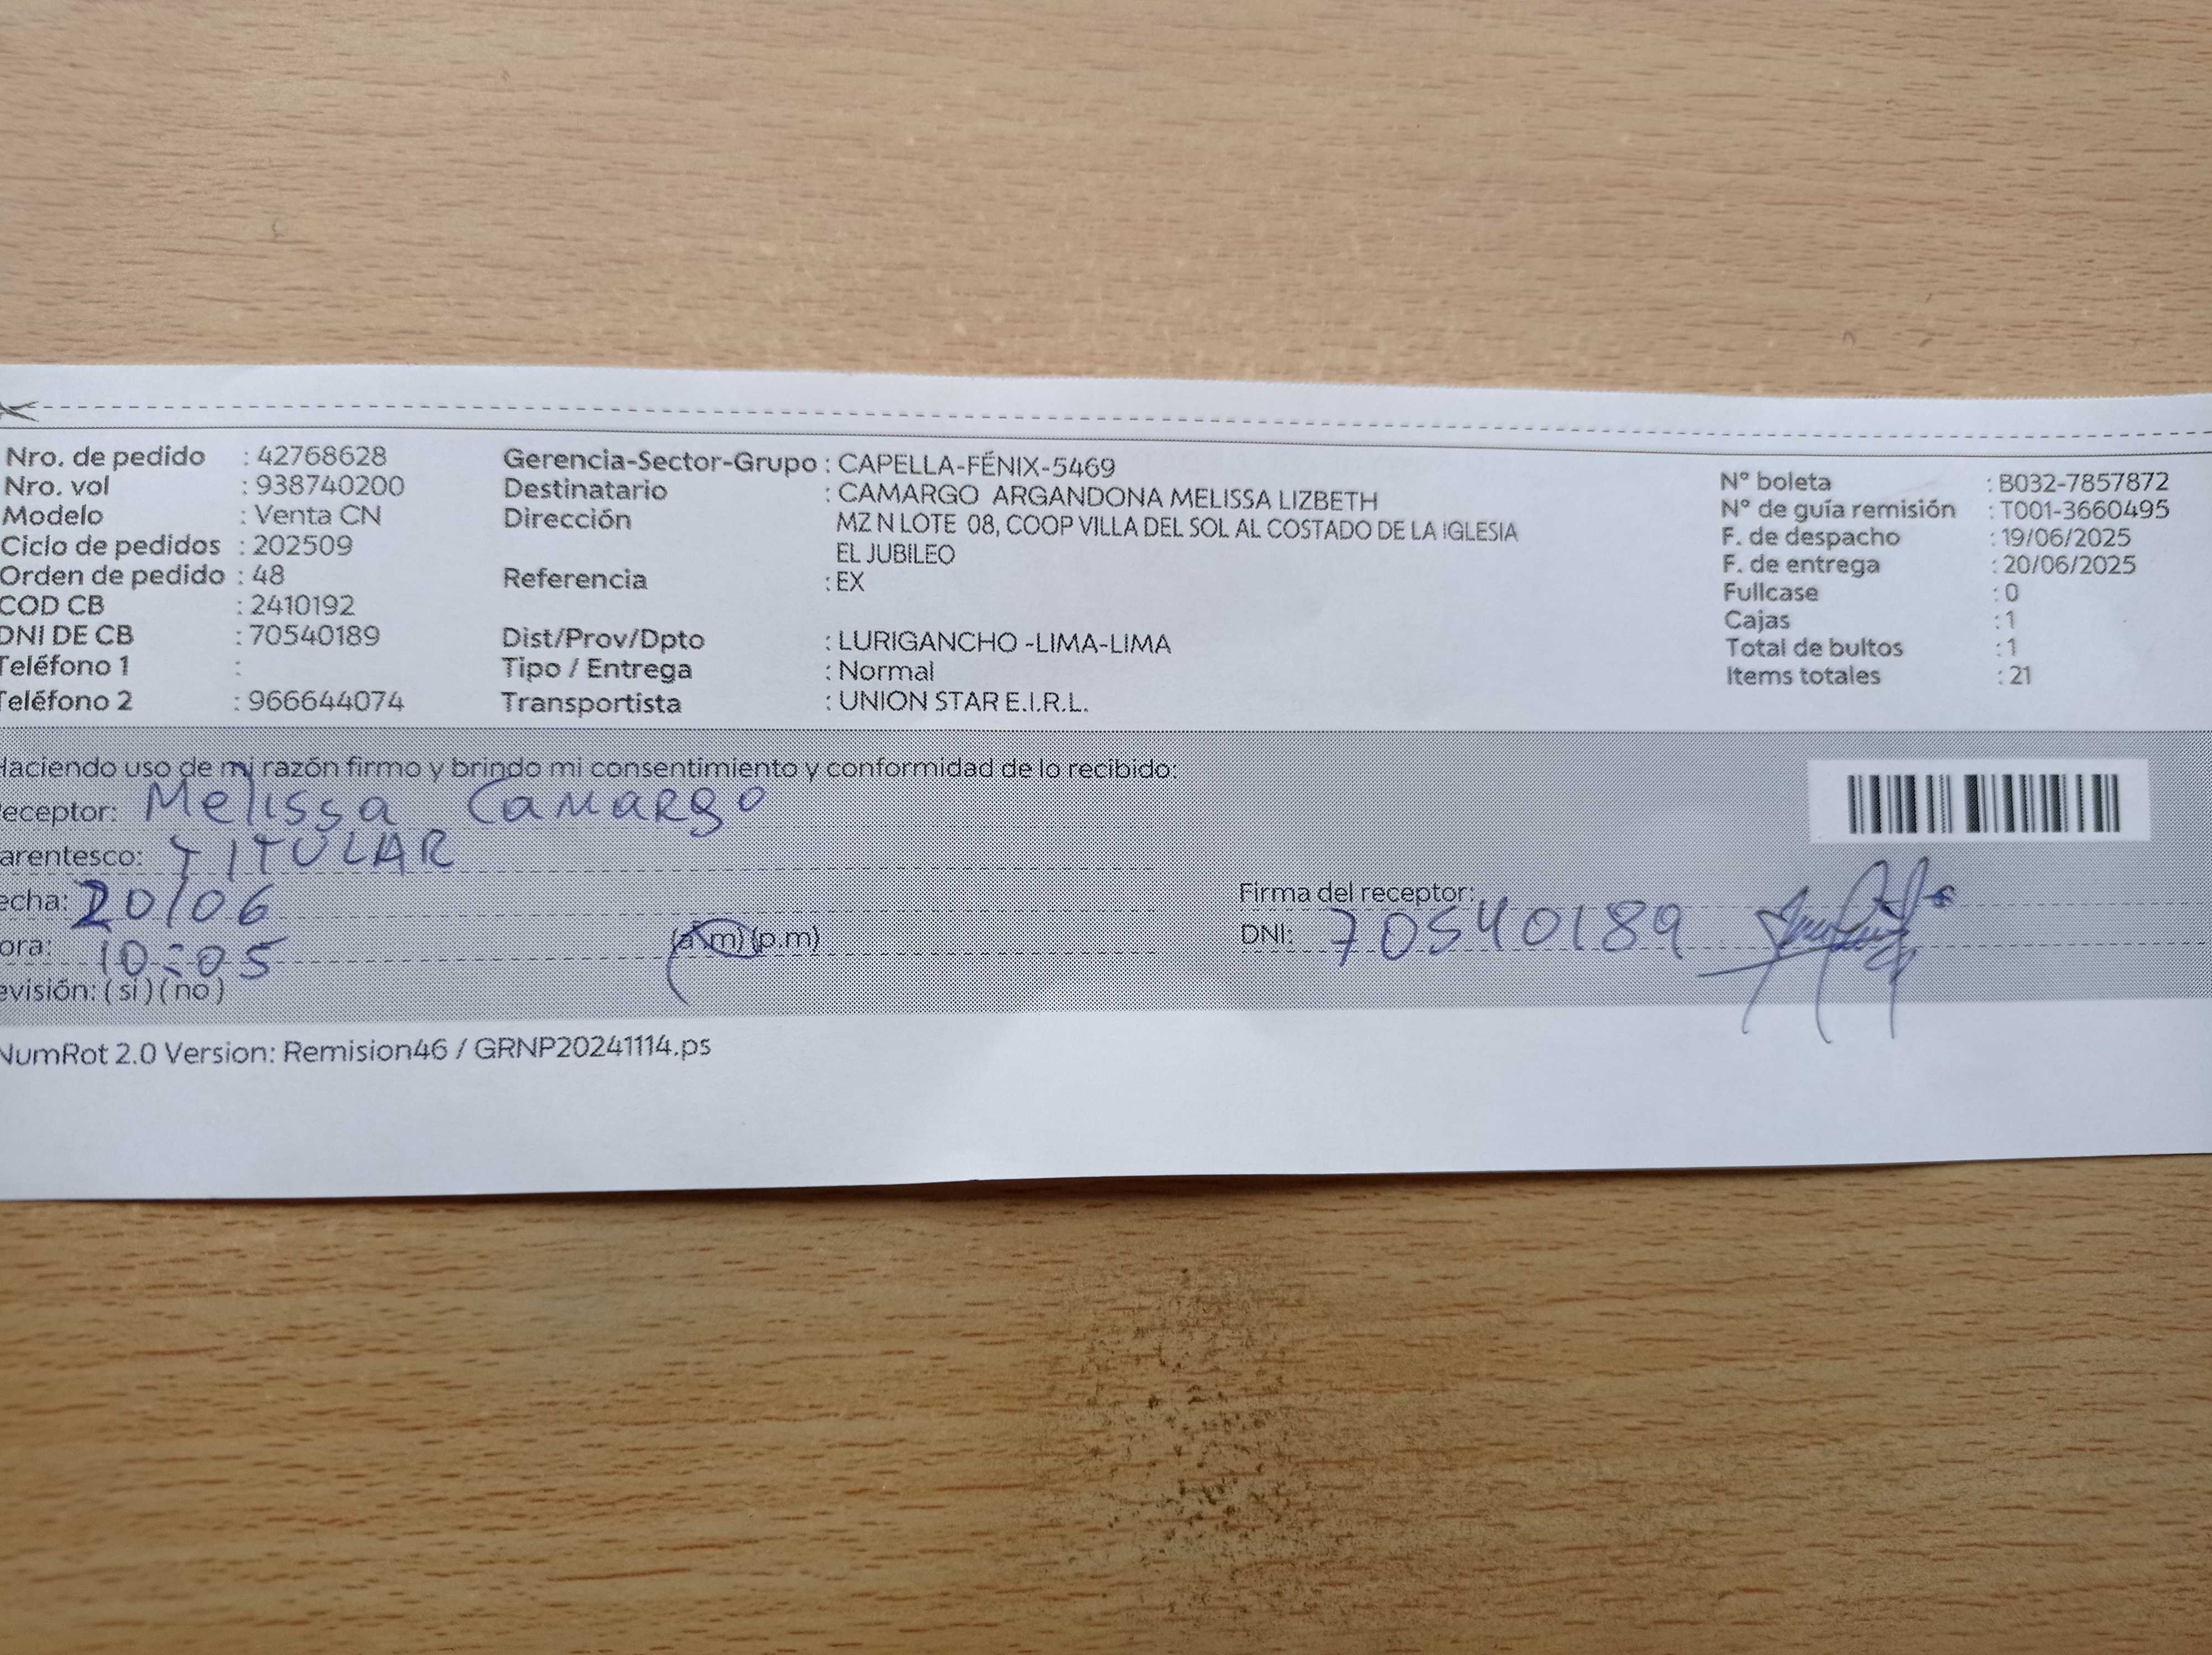 Nro. de pedido : 42768628
Nro. vol : 938740200
Modelo : Venta CN
Ciclo de pedidos : 202509
Orden de pedido : 48
COD CB : 2410192
DNI DE CB : 70540189
Teléfono 1 :
Teléfono 2 : 966644074
Gerencia-Sector-Grupo : CAPELLA-FÉNIX-5469
Destinatario : CAMARGO ARGANDONA MELISSA LIZBETH
Dirección MZ N LOTE 08, COOP VILLA DEL SOL AL COSTADO DE LA IGLESIA
EL JUBILEO
Referencia : EX
Dist/Prov/Dpto : LURIGANCHO -LIMA-LIMA
Tipo / Entrega : Normal
Transportista : UNION STAR E.I.R.L.
N° boleta : B032-7857872
N° de guía remisión : T001-3660495
F. de despacho : 19/06/2025
F. de entrega : 20/06/2025
Fullcase : 0
Cajas : 1
Total de bultos : 1
Items totales : 21
Haciendo uso de mi razón firmo y brindo mi consentimiento y conformidad de lo recibido:
eceptor: Melissa Camargo
arentesco: TITULAR
echa: 20/06
ora: 10:05 (a.m) (p.m)
evisión: ( si ) ( no )
Firma del receptor:
DNI: 70540189
NumRot 2.0 Version: Remision46 / GRNP20241114.ps